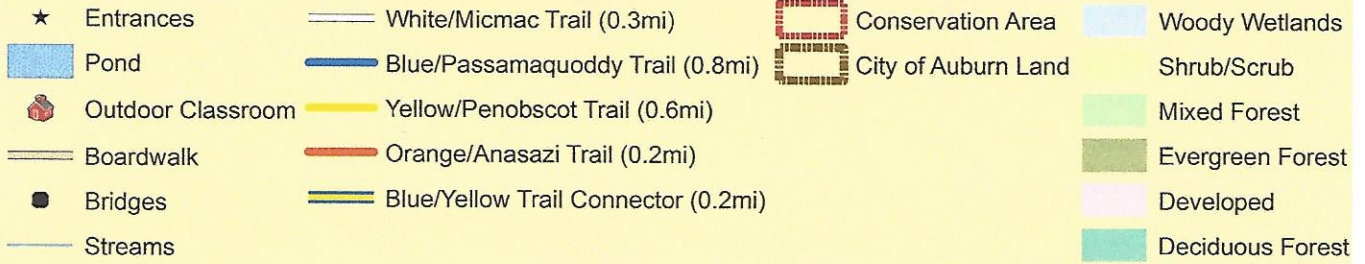 Entrances
Pond
Outdoor Classroom
Boardwalk
Bridges
Streams
White/Micmac Trail (0.3mi)
Blue/Passamaquoddy Trail (0.8mi)
Yellow/Penobscot Trail (0.6mi)
Orange/Anasazi Trail (0.2mi)
Blue/Yellow Trail Connector (0.2mi)
Conservation Area
City of Auburn Land
Woody Wetlands
Shrub/Scrub
Mixed Forest
Evergreen Forest
Developed
Deciduous Forest